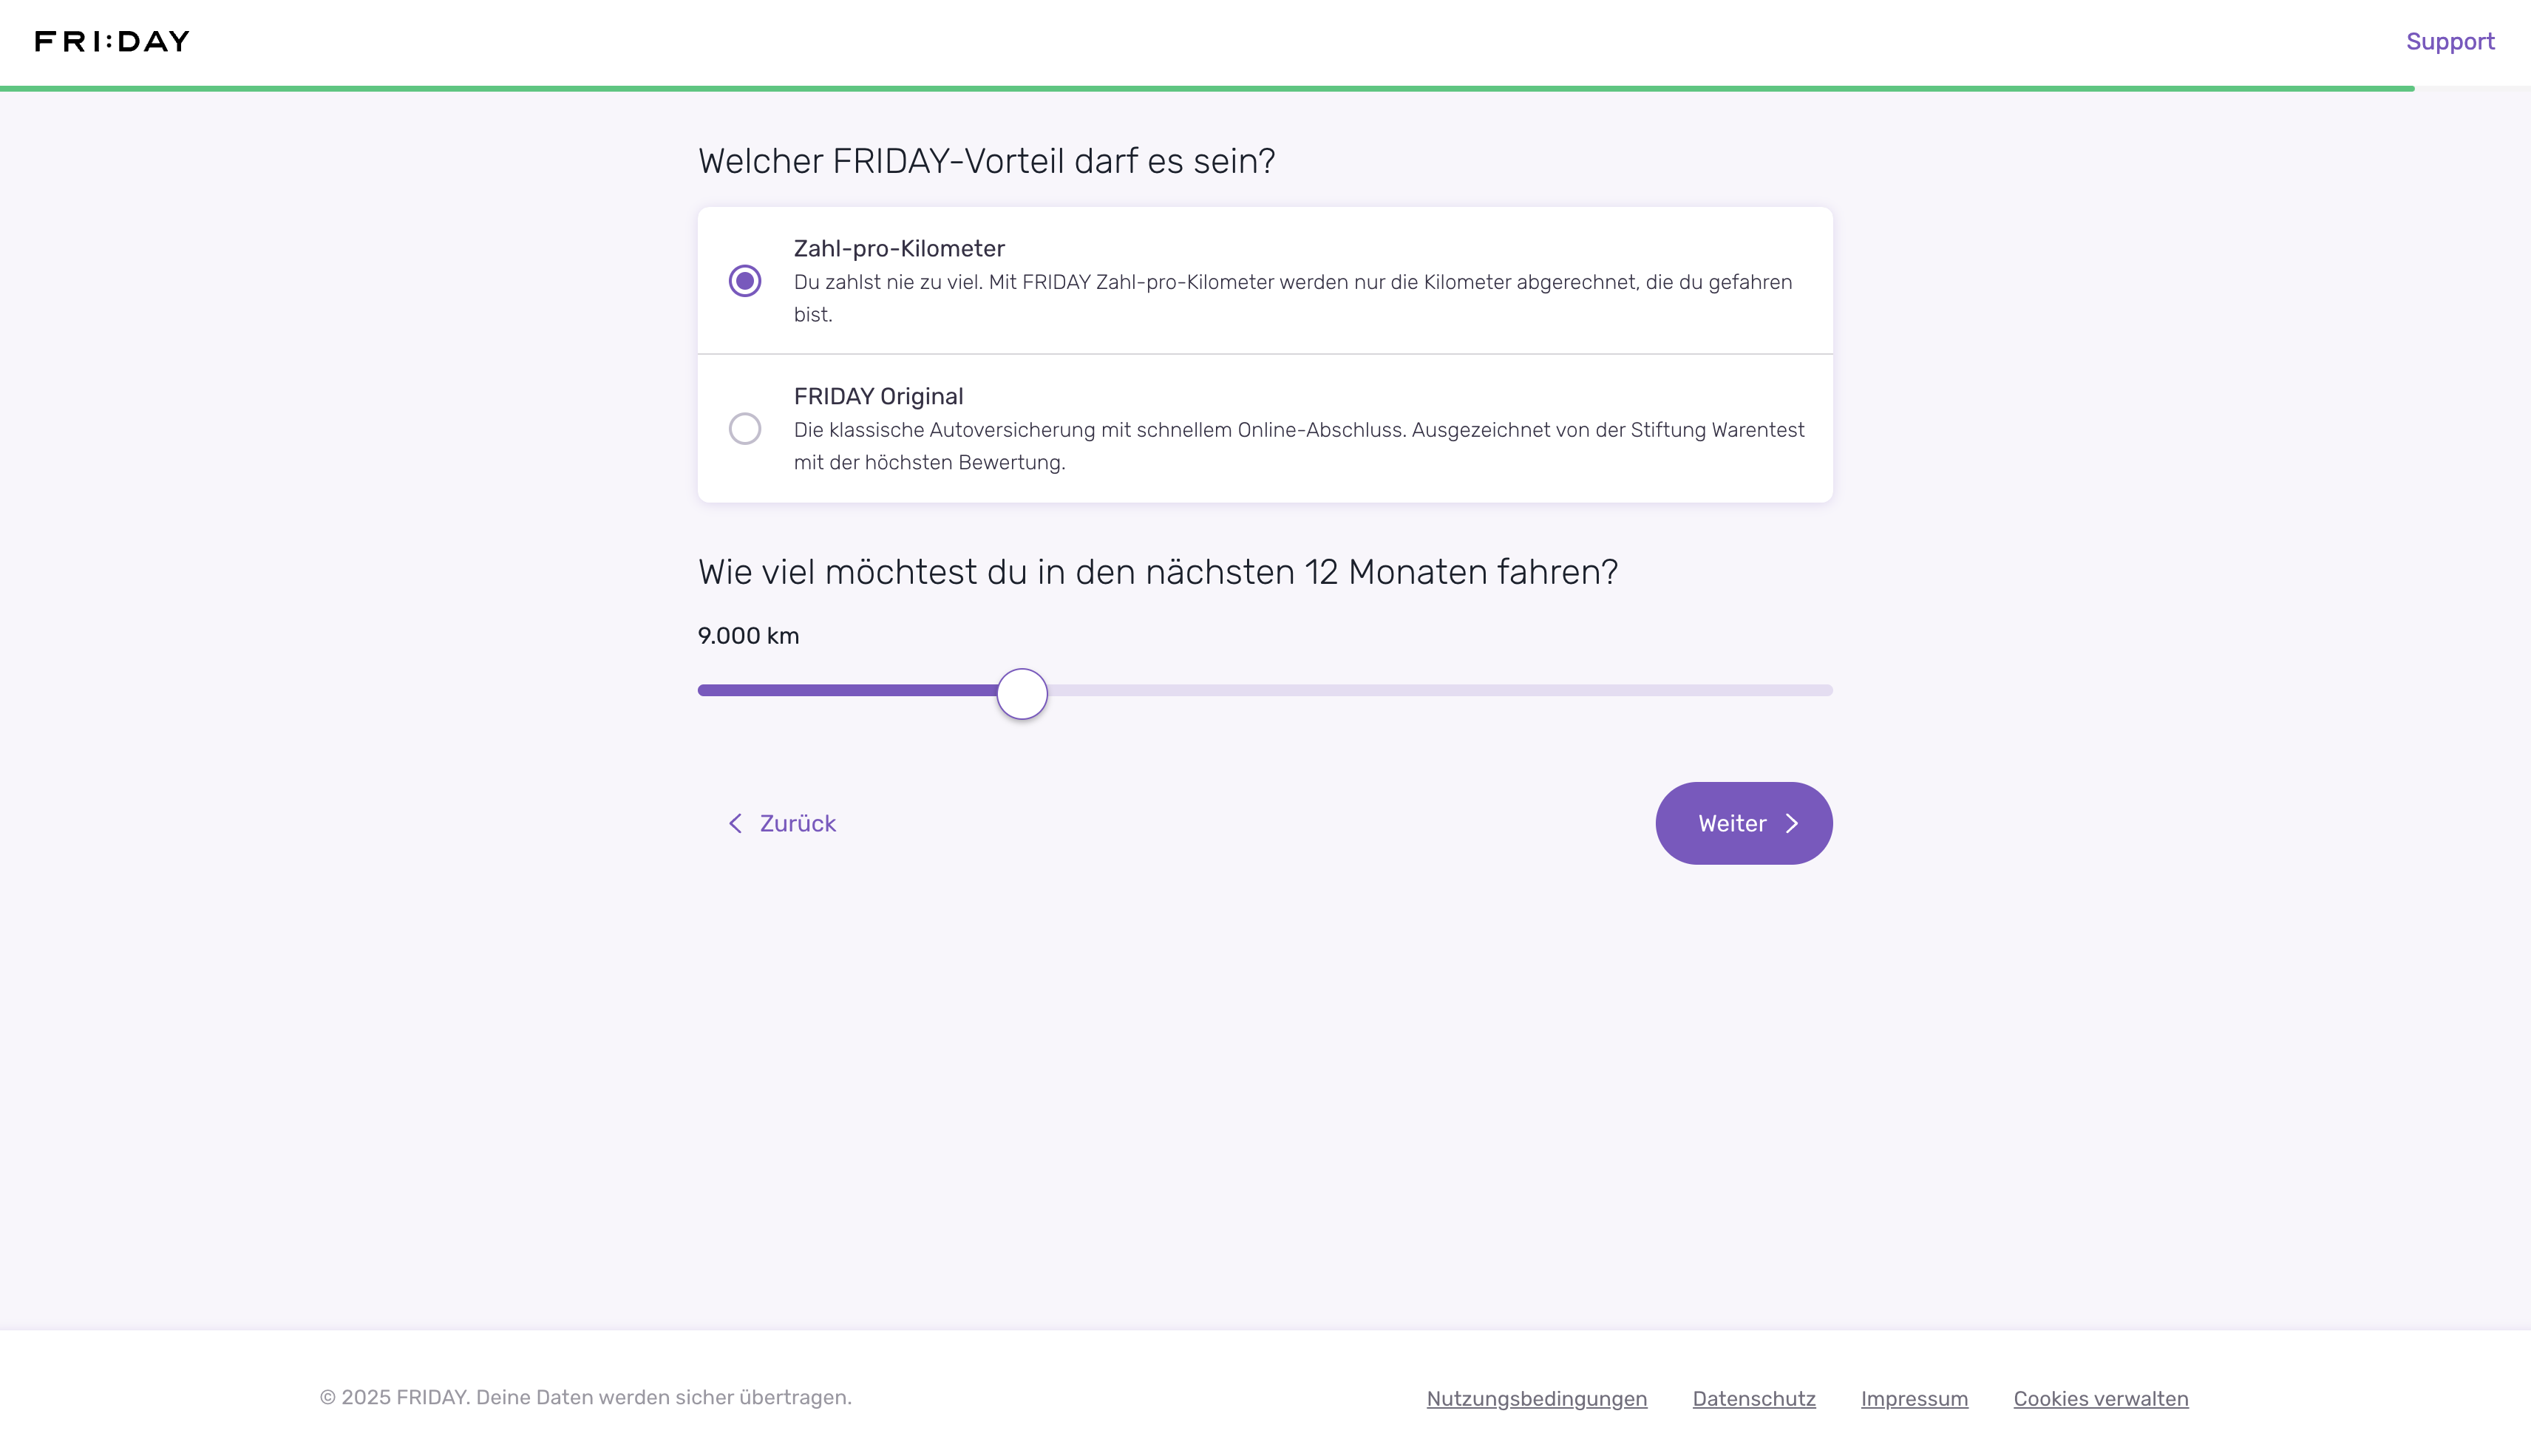 FRI:DAY
Support
Welcher FRIDAY-Vorteil darf es sein?
Zahl-pro-Kilometer
Du zahlst nie zu viel. Mit FRIDAY Zahl-pro-Kilometer werden nur die Kilometer abgerechnet, die du gefahren
bist.
FRIDAY Original
Die klassische Autoversicherung mit schnellem Online-Abschluss. Ausgezeichnet von der Stiftung Warentest
mit der höchsten Bewertung.
Wie viel möchtest du in den nächsten 12 Monaten fahren?
9.000 km
Zurück
Weiter
© 2025 FRIDAY. Deine Daten werden sicher übertragen.
Nutzungsbedingungen
Datenschutz
Impressum
Cookies verwalten